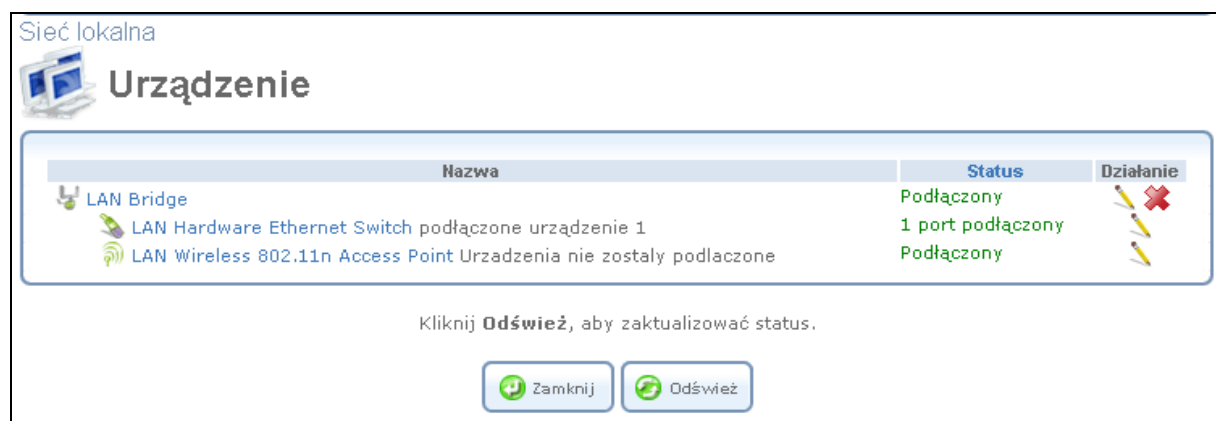 Sieć lokalna
Urządzenie
Nazwa Status Działanie
LAN Bridge Podłączony
LAN Hardware Ethernet Switch podłączone urządzenie 1 1 port podłączony
LAN Wireless 802.11n Access Point Urzadzenia nie zostaly podlaczone Podłączony
Kliknij Odśwież, aby zaktualizować status.
Zamknij Odśwież